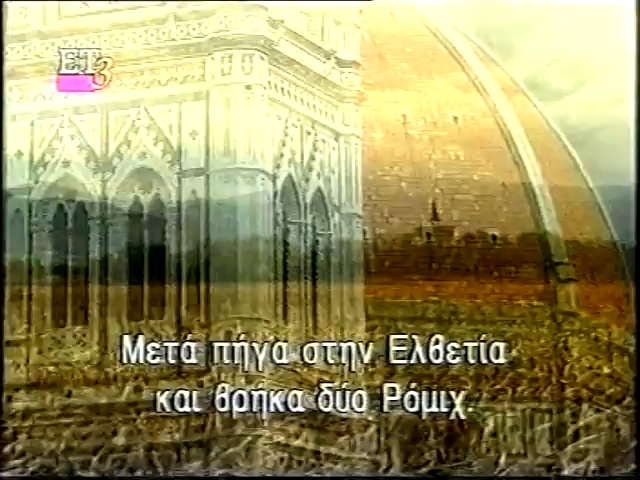 ET3
Μετά πήγα στην Ελβετία
και βρήκα δύο Ρόμιχ.